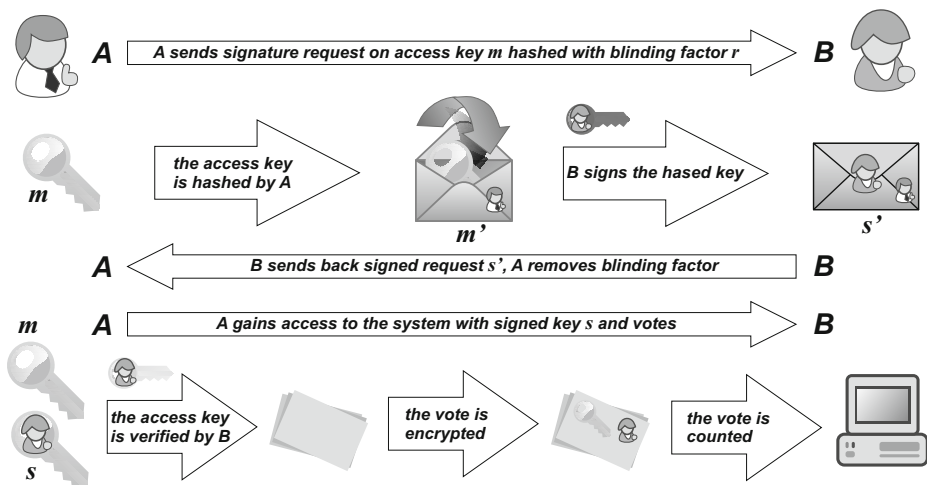 A
A sends signature request on access key m hashed with blinding factor r
B
m
the access key
is hashed by A
m'
B signs the hased key
s'
A
B sends back signed request s', A removes blinding factor
B
m
A
A gains access to the system with signed key s and votes
B
s
the access key
is verified by B
the vote is
encrypted
the vote is
counted